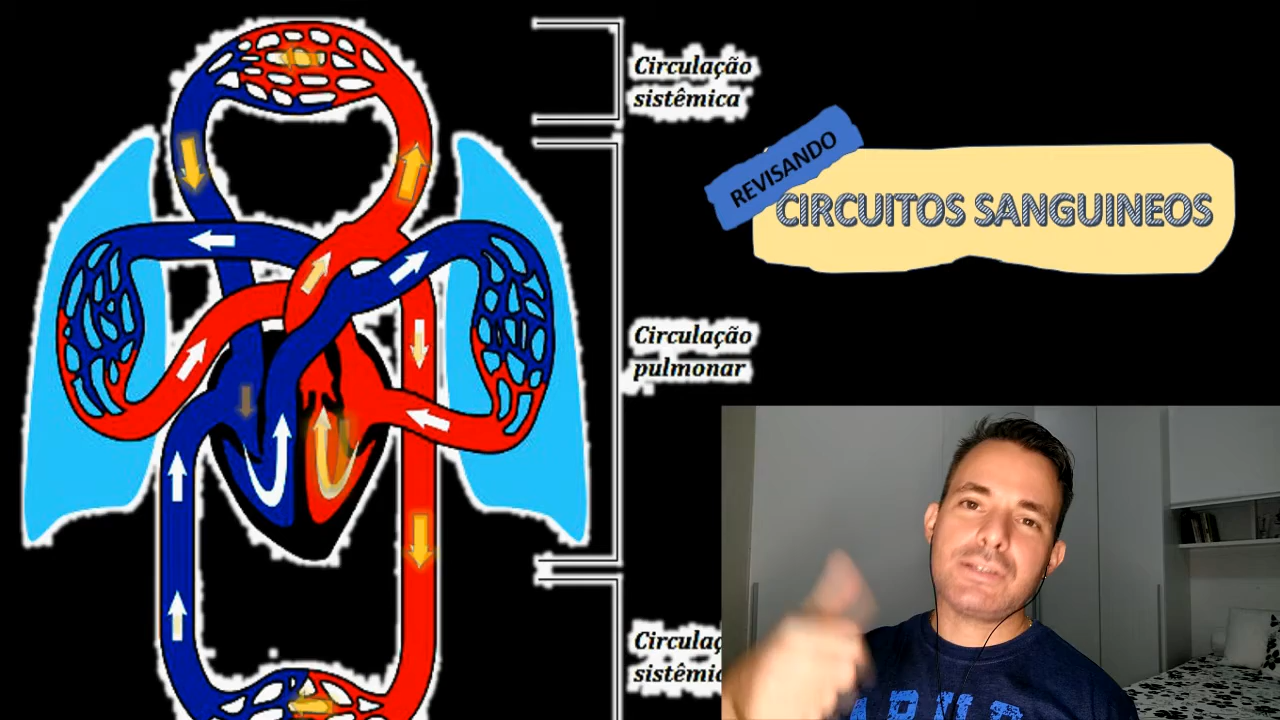 Circulação
sistêmica
REVISANDO
CIRCUITOS SANGUINEOS
Circulação
pulmonar